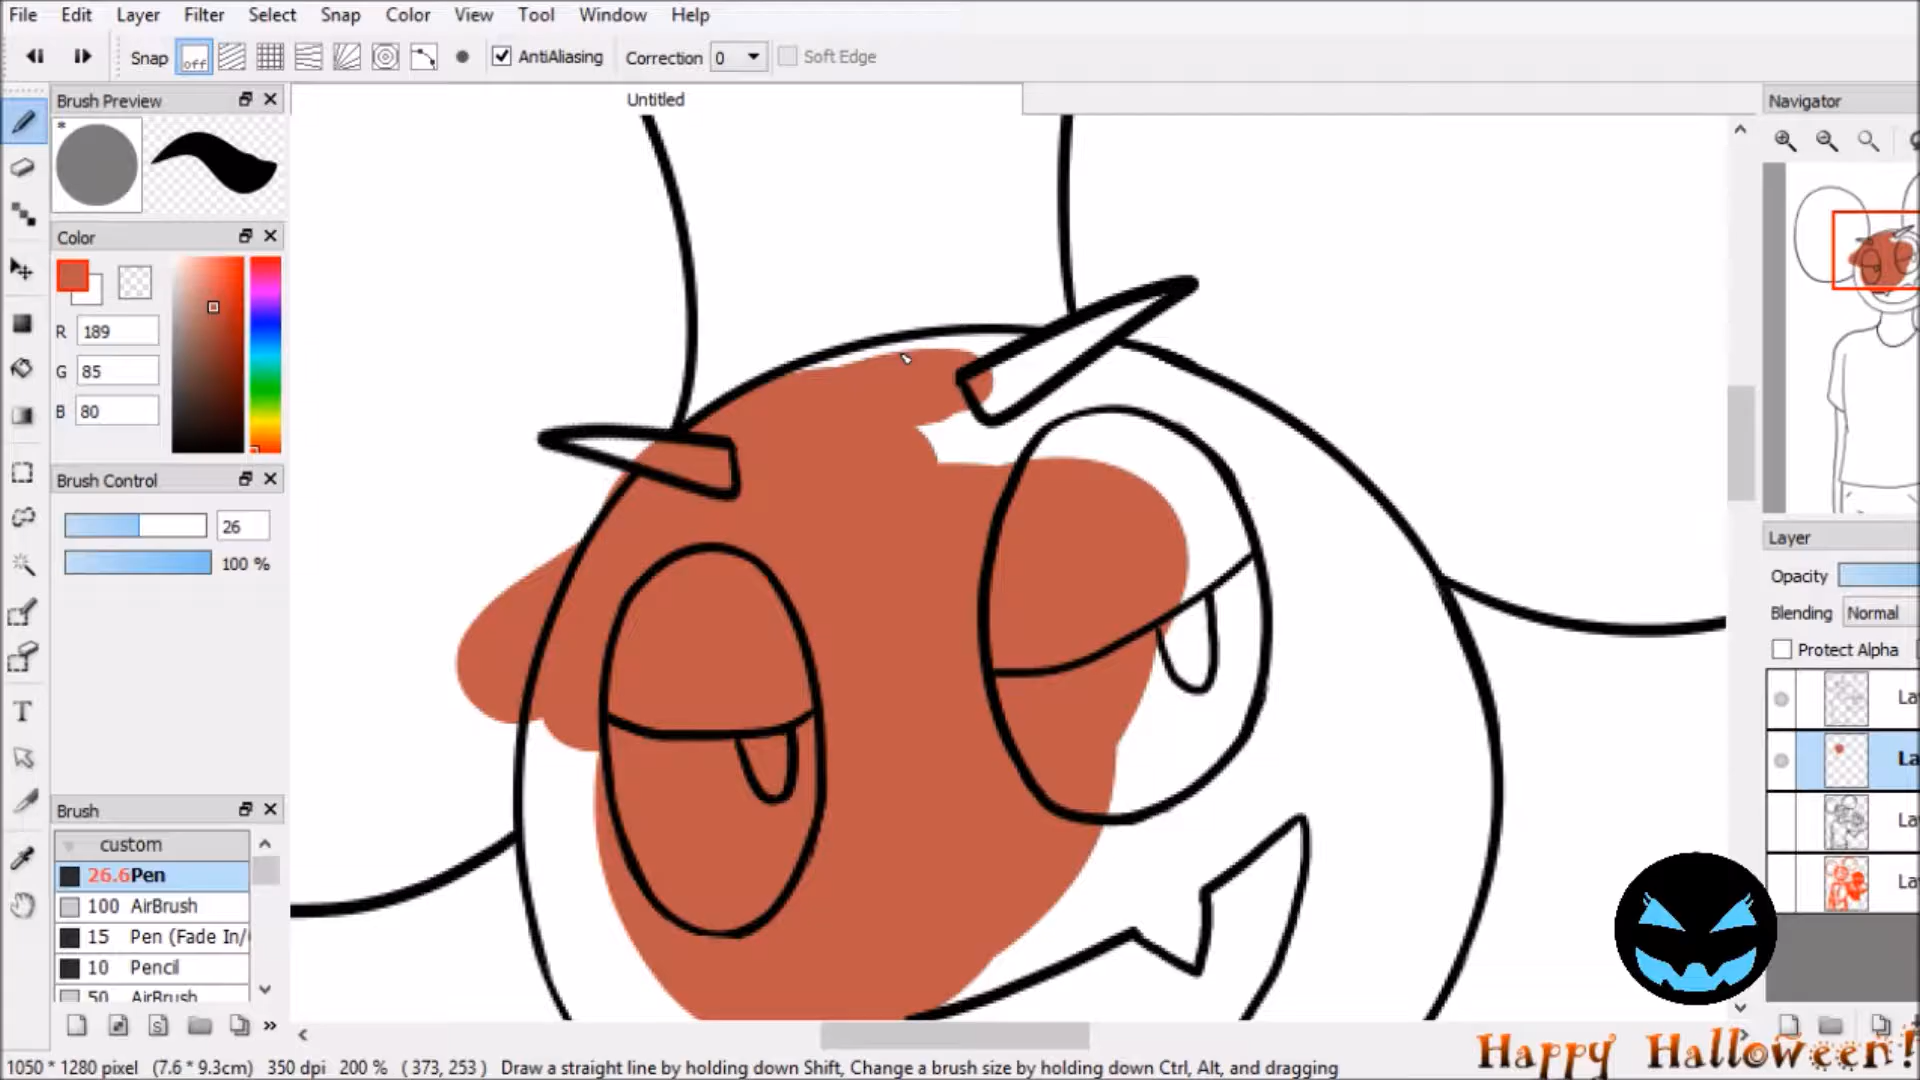 File Edit Layer Filter Select Snap Color View Tool Window Help
Snap off AntiAliasing Correction 0 Soft Edge
Brush Preview
Untitled
Navigator
*
Color
R 189
G 85
B 80
Brush Control
26
100 %
Layer
Opacity
Blending Normal
Protect Alpha
La
La
La
La
T
Brush
custom
26.6 Pen
100 AirBrush
15 Pen (Fade In/
10 Pencil
50 AirBrush
S
»
Happy Halloween!
1050 * 1280 pixel (7.6 * 9.3cm) 350 dpi 200 % ( 373, 253 ) Draw a straight line by holding down Shift, Change a brush size by holding down Ctrl, Alt, and dragging